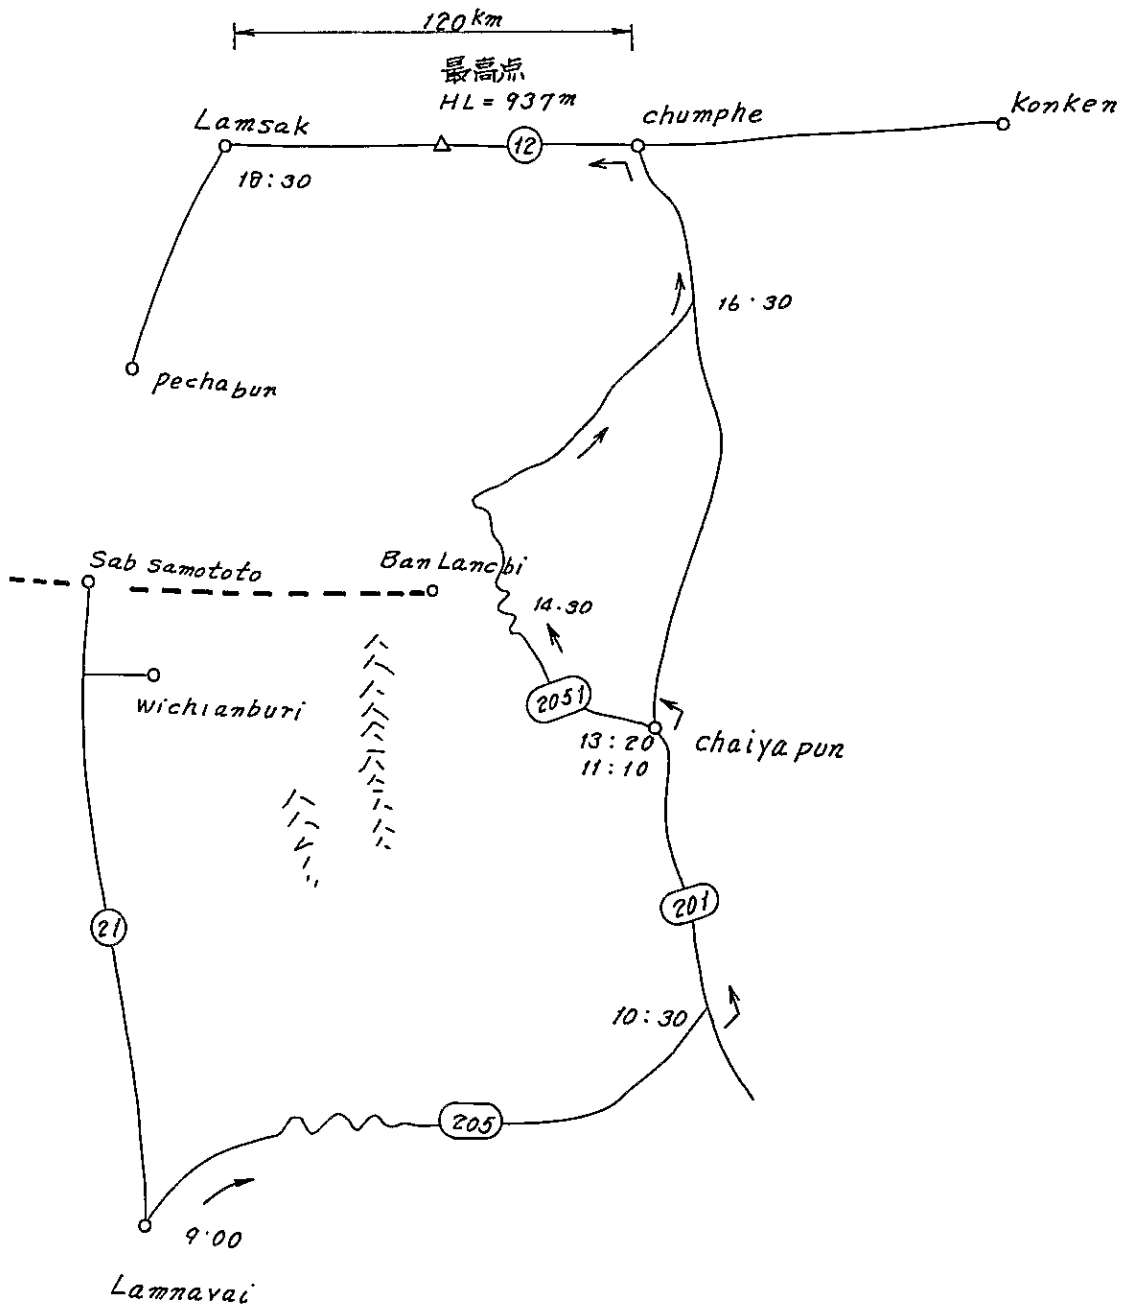 120km
最高点
HL = 937m
Lamsak
chumphe
Konken
12
18:30
16・30
pechabun
Sab samototo
Ban Lancbi
14.30
wichianburi
2051
13:20
11:10
chaiya pun
201
21
10:30
205
9・00
Lamnavai